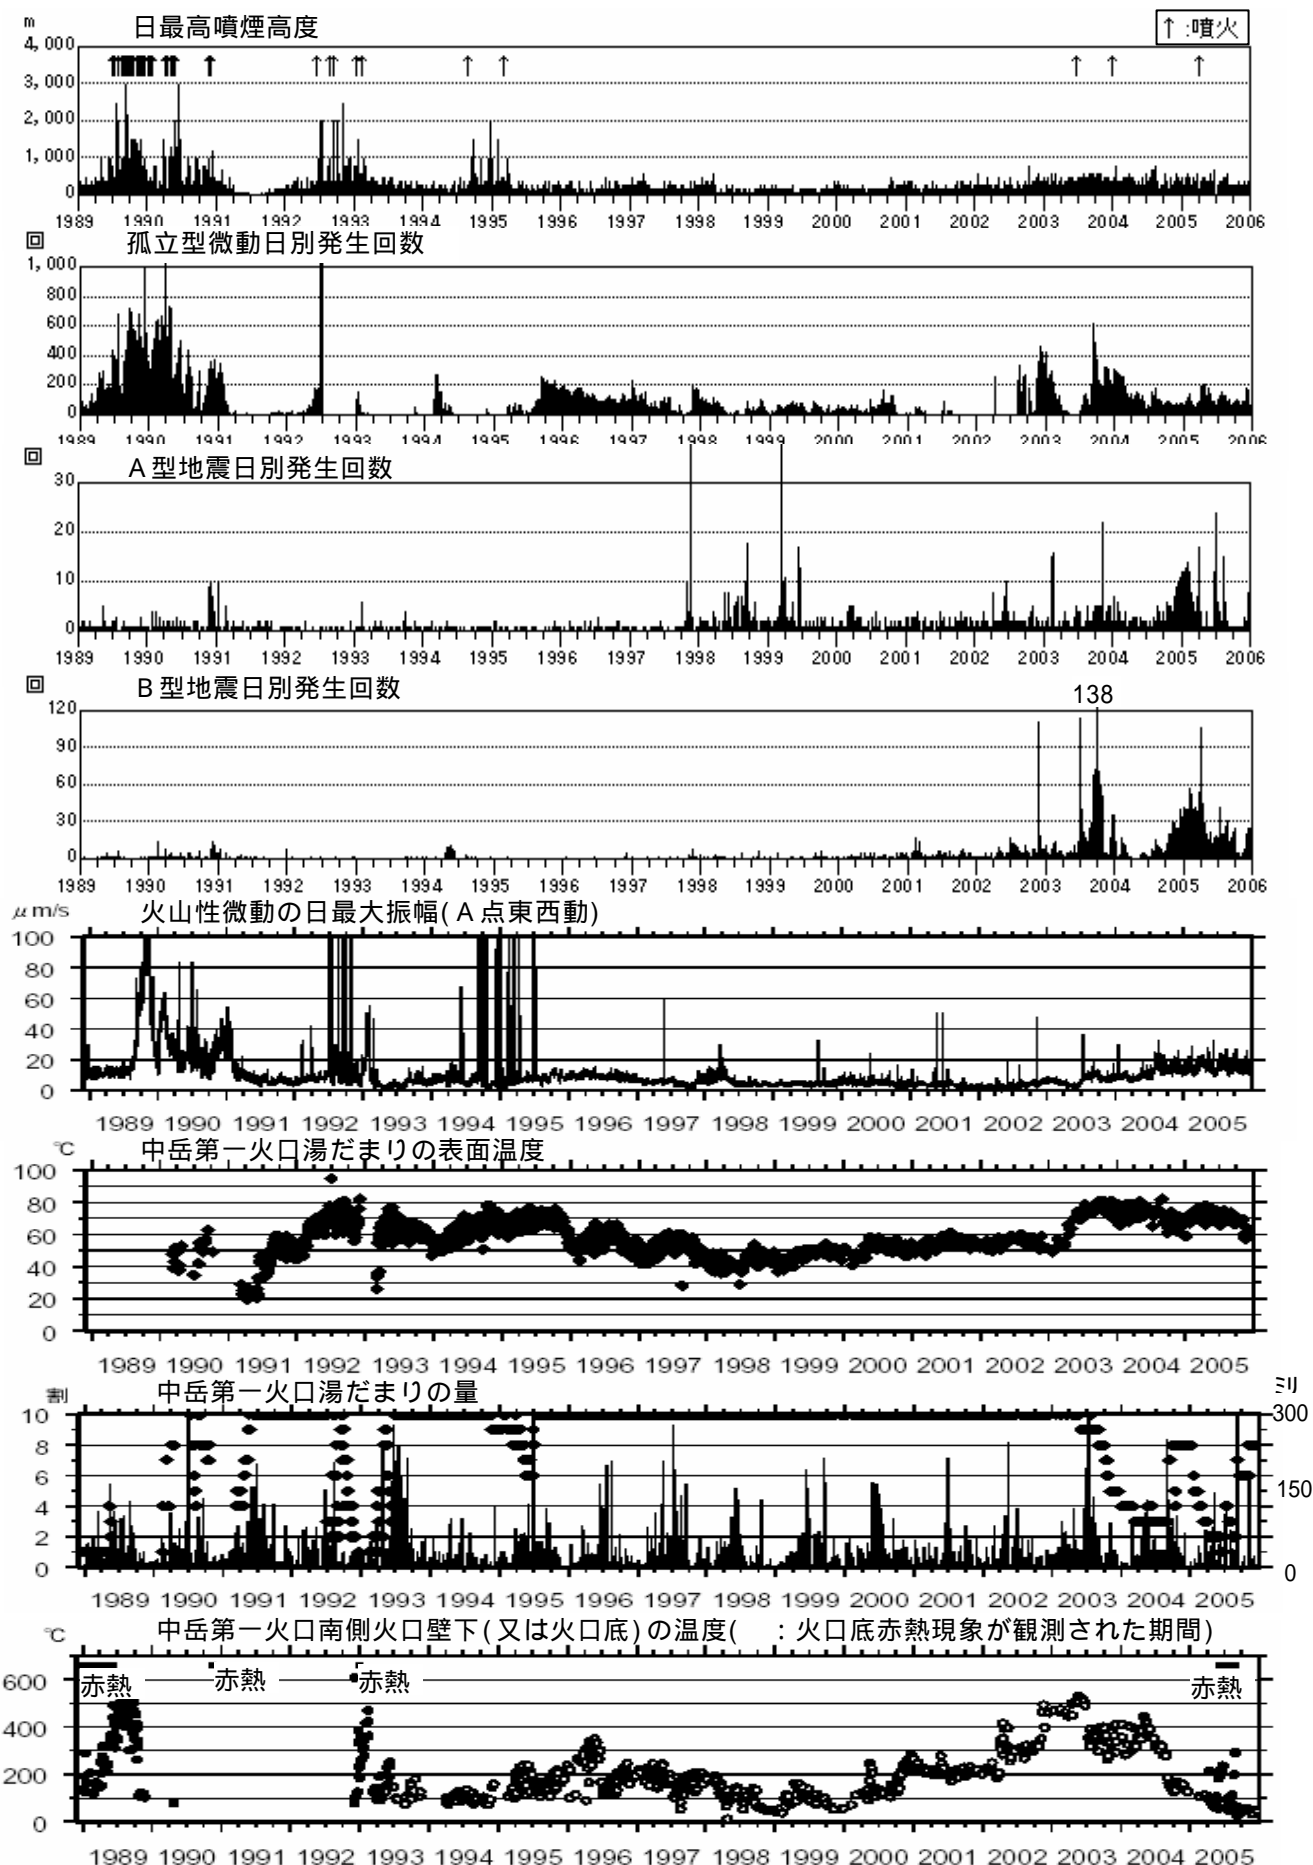 m
日最高噴煙高度
↑:噴火
4,000
3,000
2,000
1,000
0
1989 1990 1991 1992 1993 1994 1995 1996 1997 1998 1999 2000 2001 2002 2003 2004 2005 2006
回
孤立型微動日別発生回数
1,000
800
600
400
200
0
1989 1990 1991 1992 1993 1994 1995 1996 1997 1998 1999 2000 2001 2002 2003 2004 2005 2006
回
A型地震日別発生回数
30
20
10
0
1989 1990 1991 1992 1993 1994 1995 1996 1997 1998 1999 2000 2001 2002 2003 2004 2005 2006
回
B型地震日別発生回数
138
120
90
60
30
0
1989 1990 1991 1992 1993 1994 1995 1996 1997 1998 1999 2000 2001 2002 2003 2004 2005 2006
μm/s
火山性微動の日最大振幅(A点東西動)
100
80
60
40
20
0
1989 1990 1991 1992 1993 1994 1995 1996 1997 1998 1999 2000 2001 2002 2003 2004 2005
℃
中岳第一火口湯だまりの表面温度
100
80
60
40
20
0
1989 1990 1991 1992 1993 1994 1995 1996 1997 1998 1999 2000 2001 2002 2003 2004 2005
割
中岳第一火口湯だまりの量
ミリ
10
8
6
4
2
0
300
150
0
1989 1990 1991 1992 1993 1994 1995 1996 1997 1998 1999 2000 2001 2002 2003 2004 2005
℃
中岳第一火口南側火口壁下(又は火口底)の温度( :火口底赤熱現象が観測された期間)
赤熱 赤熱 赤熱 赤熱
600
400
200
0
1989 1990 1991 1992 1993 1994 1995 1996 1997 1998 1999 2000 2001 2002 2003 2004 2005